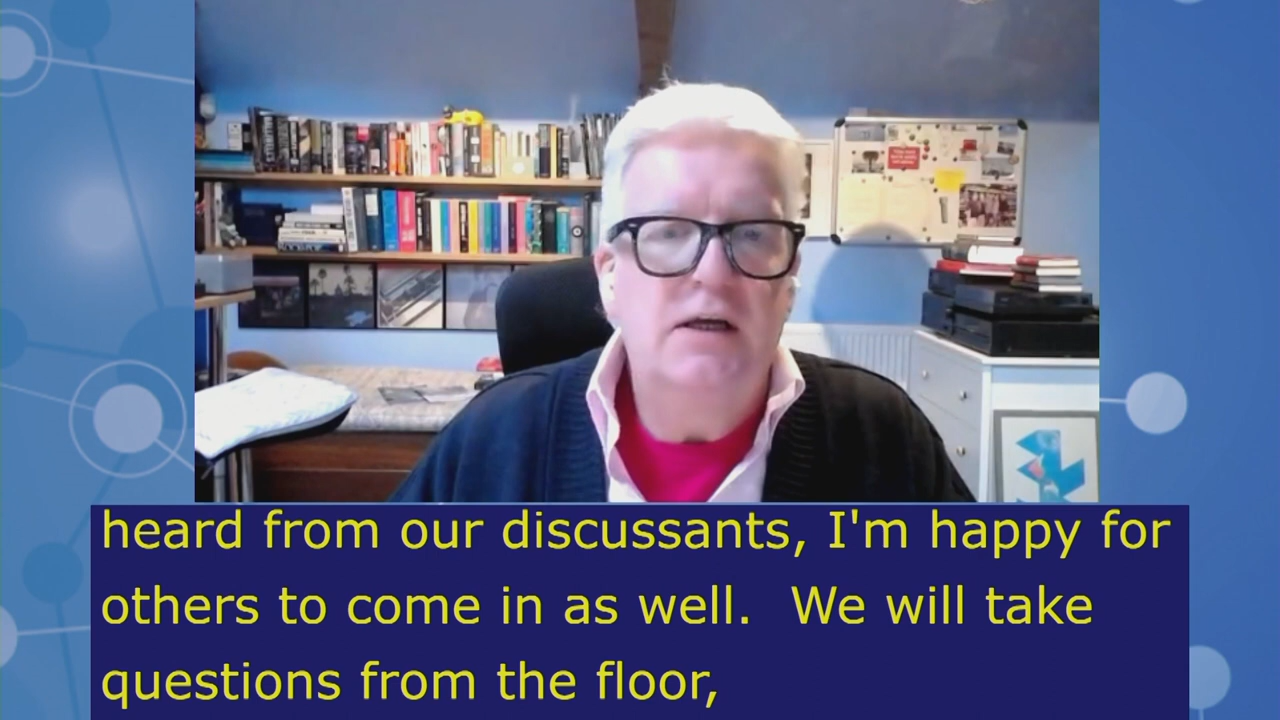 heard from our discussants, I'm happy for
others to come in as well.  We will take
questions from the floor,